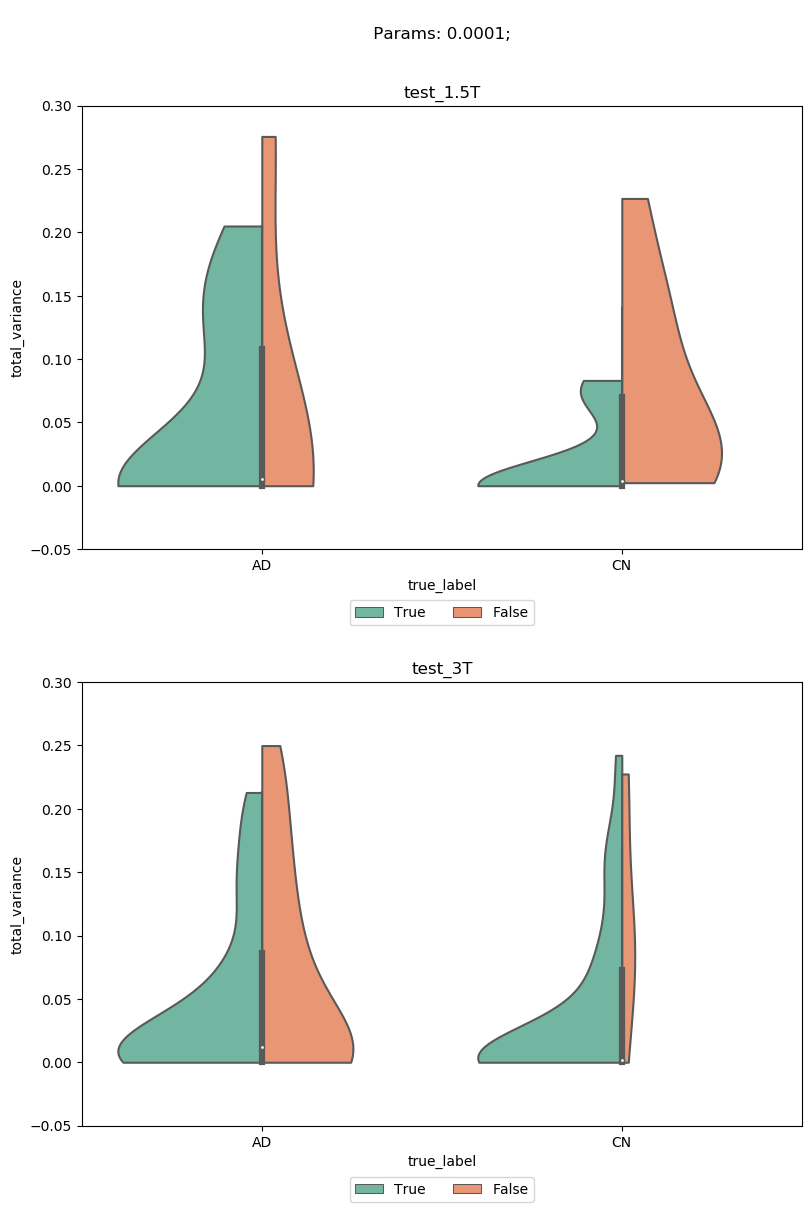 Params: 0.0001;
test_1.5T
0.30
0.25
0.20
0.15
0.10
0.05
0.00
−0.05
total_variance
AD CN
true_label
True False
test_3T
0.30
0.25
0.20
0.15
0.10
0.05
0.00
−0.05
total_variance
AD CN
true_label
True False